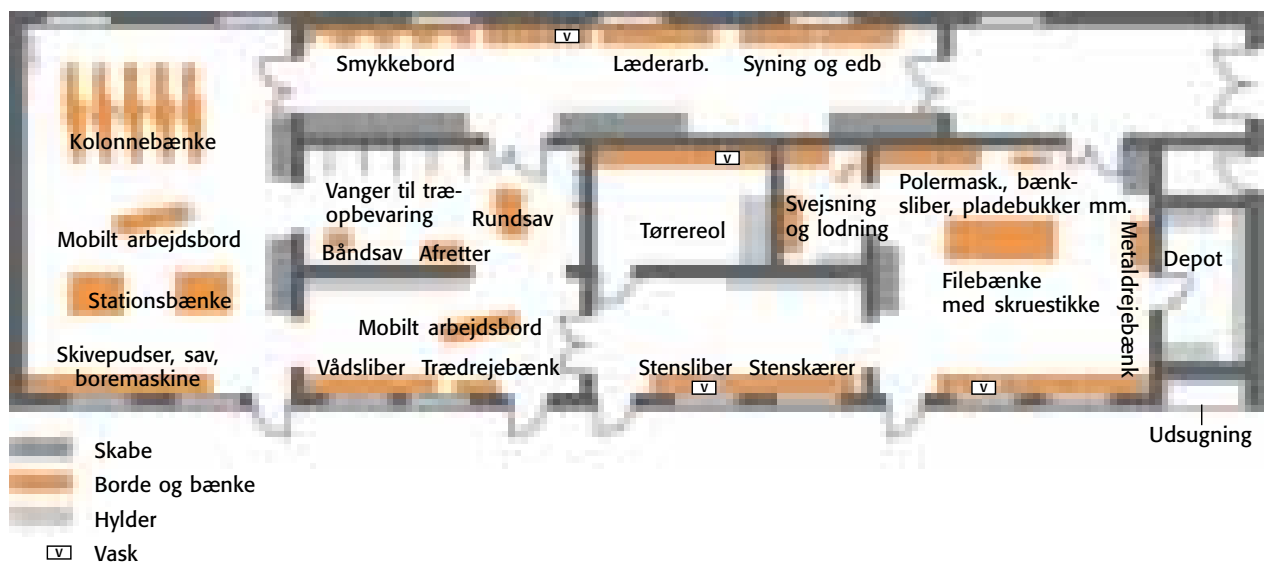 V
Smykkebord
Læderarb.
Syning og edb
Kolonnebænke
V
Vanger til træ-
opbevaring
Rundsav
Båndsav
Afretter
Tørrereol
Svejsning
og lodning
Polermask., bænk-
sliber, pladebukker mm.
Mobilt arbejdsbord
Stationsbænke
Filebænke
med skruestikke
Metaldrejebænk
Depot
Mobilt arbejdsbord
Skivepudser, sav,
boremaskine
Vådsliber
Trædrejebænk
Stensliber
Stenskærer
V
V
Udsugning
Skabe
Borde og bænke
Hylder
V Vask